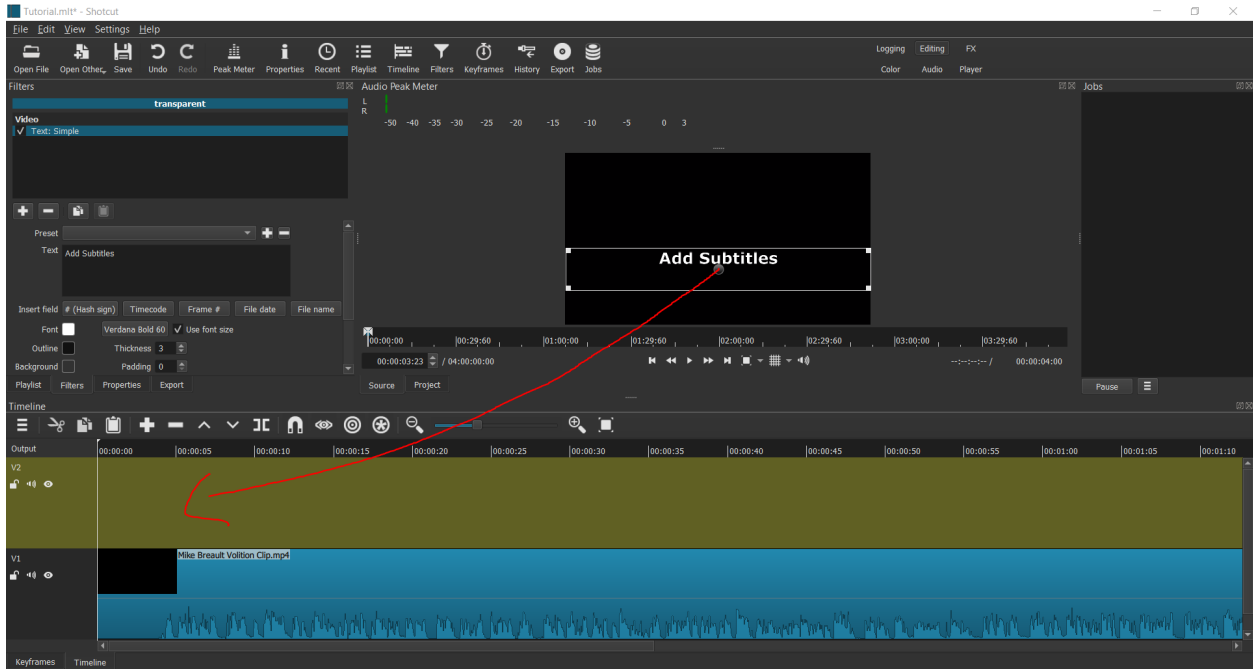 Tutorial.mlt* - Shotcut
File Edit View Settings Help
Open File Open Other... Save Undo Redo Peak Meter Properties Recent Playlist Timeline Filters Keyframes History Export Jobs
Logging Editing FX
Color Audio Player
Filters
transparent
Video
Text: Simple
Preset
Text Add Subtitles
Insert field # (Hash sign) Timecode Frame # File date File name
Font Verdana Bold 60 Use font size
Outline Thickness 3
Background Padding 0
Playlist Filters Properties Export
Audio Peak Meter
L
R
-50 -40 -35 -30 -25 -20 -15 -10 -5 0 3
Add Subtitles
00:00:00 00:29:60 01:00:00 01:29:60 02:00:00 02:29:60 03:00:00 03:29:60
00:00:03:23 / 04:00:00:00
--:--:--:-- / 00:00:04:00
Source Project
Jobs
Pause
Timeline
Output
00:00:00 00:00:05 00:00:10 00:00:15 00:00:20 00:00:25 00:00:30 00:00:35 00:00:40 00:00:45 00:00:50 00:00:55 00:01:00 00:01:05 00:01:10
V2
V1
Mike Breault Volition Clip.mp4
Keyframes Timeline